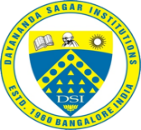 DAYANANDA SAGAR INSTITUTIONS
DSI
ESTD. 1960 BANGALORE INDIA